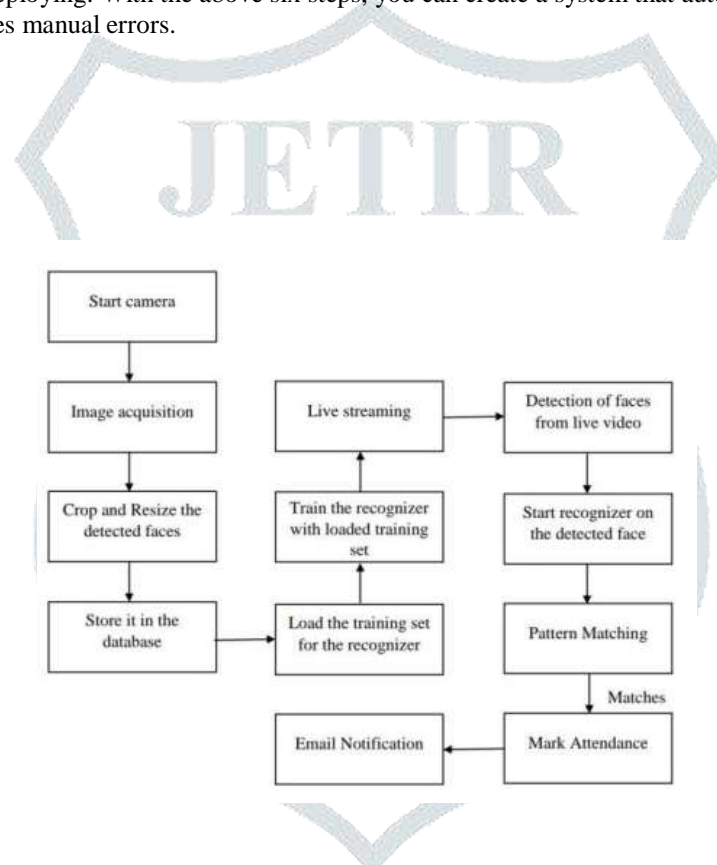 eploying. With the above six steps, you can create a system that auto
es manual errors.
JETIR
Start camera
Image acquisition
Crop and Resize the
detected faces
Store it in the
database
Load the training set
for the recognizer
Train the recognizer
with loaded training
set
Live streaming
Detection of faces
from live video
Start recognizer on
the detected face
Pattern Matching
Matches
Mark Attendance
Email Notification